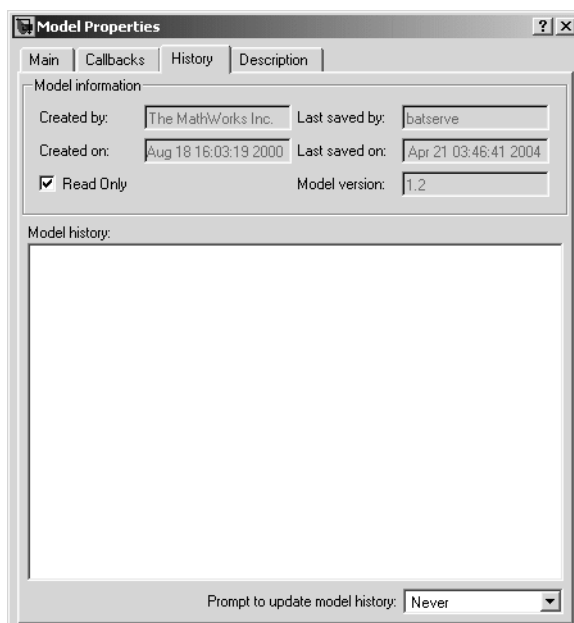 Model Properties
Main Callbacks History Description
Model information
Created by: The MathWorks Inc. Last saved by: batserve
Created on: Aug 18 16:03:19 2000 Last saved on: Apr 21 03:46:41 2004
Read Only Model version: 1.2
Model history:
Prompt to update model history: Never